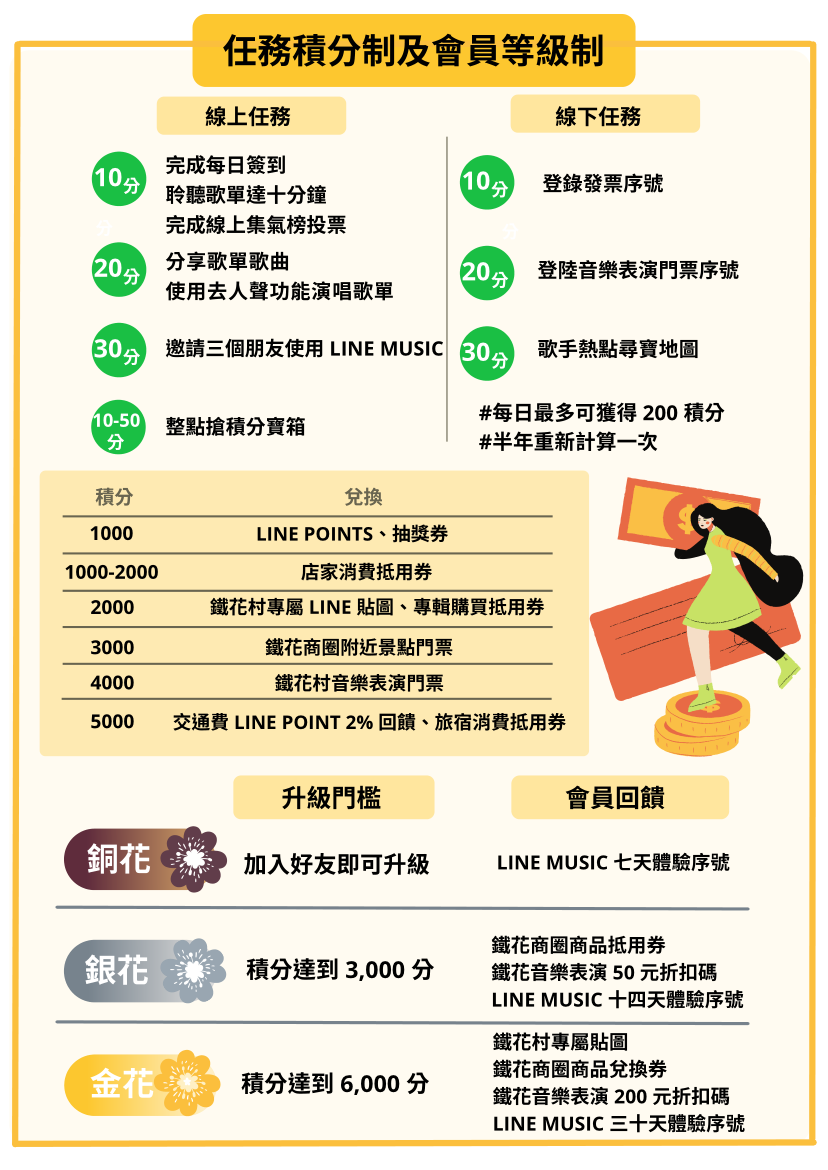 任務積分制及會員等級制
線上任務
10分
完成每日簽到
聆聽歌單達十分鐘
完成線上集氣榜投票
20分
分享歌單歌曲
使用去人聲功能演唱歌單
30分
邀請三個朋友使用 LINE MUSIC
10-50
分
整點搶積分寶箱
線下任務
10分
登錄發票序號
20分
登陸音樂表演門票序號
30分
歌手熱點尋寶地圖
#每日最多可獲得 200 積分
#半年重新計算一次
積分 兌換
1000 LINE POINTS、抽獎券
1000-2000 店家消費抵用券
2000 鐵花村專屬 LINE 貼圖、專輯購買抵用券
3000 鐵花商圈附近景點門票
4000 鐵花村音樂表演門票
5000 交通費 LINE POINT 2% 回饋、旅宿消費抵用券
升級門檻 會員回饋
銅花 加入好友即可升級 LINE MUSIC 七天體驗序號
銀花 積分達到 3,000 分
鐵花商圈商品抵用券
鐵花音樂表演 50 元折扣碼
LINE MUSIC 十四天體驗序號
金花 積分達到 6,000 分
鐵花村專屬貼圖
鐵花商圈商品兌換券
鐵花音樂表演 200 元折扣碼
LINE MUSIC 三十天體驗序號